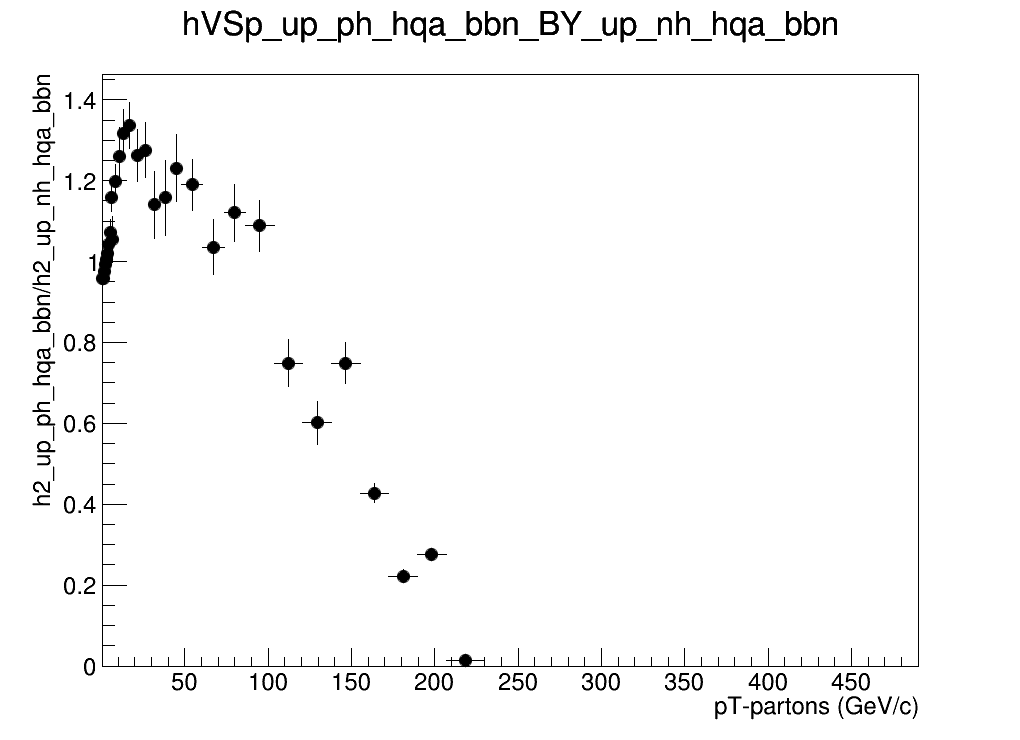 hVSp_up_ph_hqa_bbn_BY_up_nh_hqa_bbn
h2_up_ph_hqa_bbn/h2_up_nh_hqa_bbn
1.4
1.2
1
0.8
0.6
0.4
0.2
0
50 100 150 200 250 300 350 400 450
pT-partons (GeV/c)